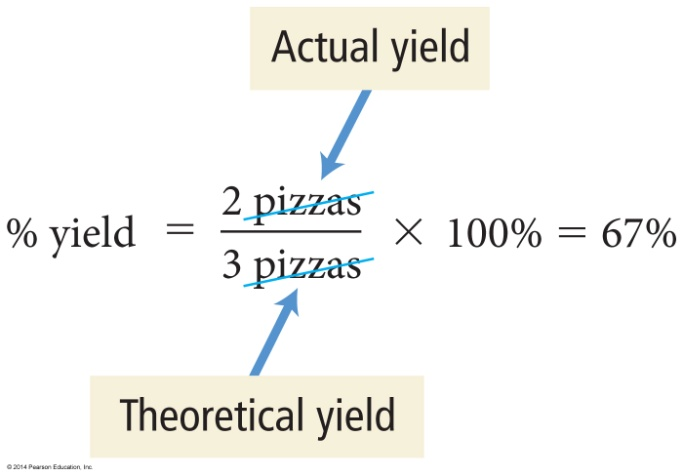 Actual yield
% yield = 2 pizzas / 3 pizzas × 100% = 67%
Theoretical yield
© 2014 Pearson Education, Inc.